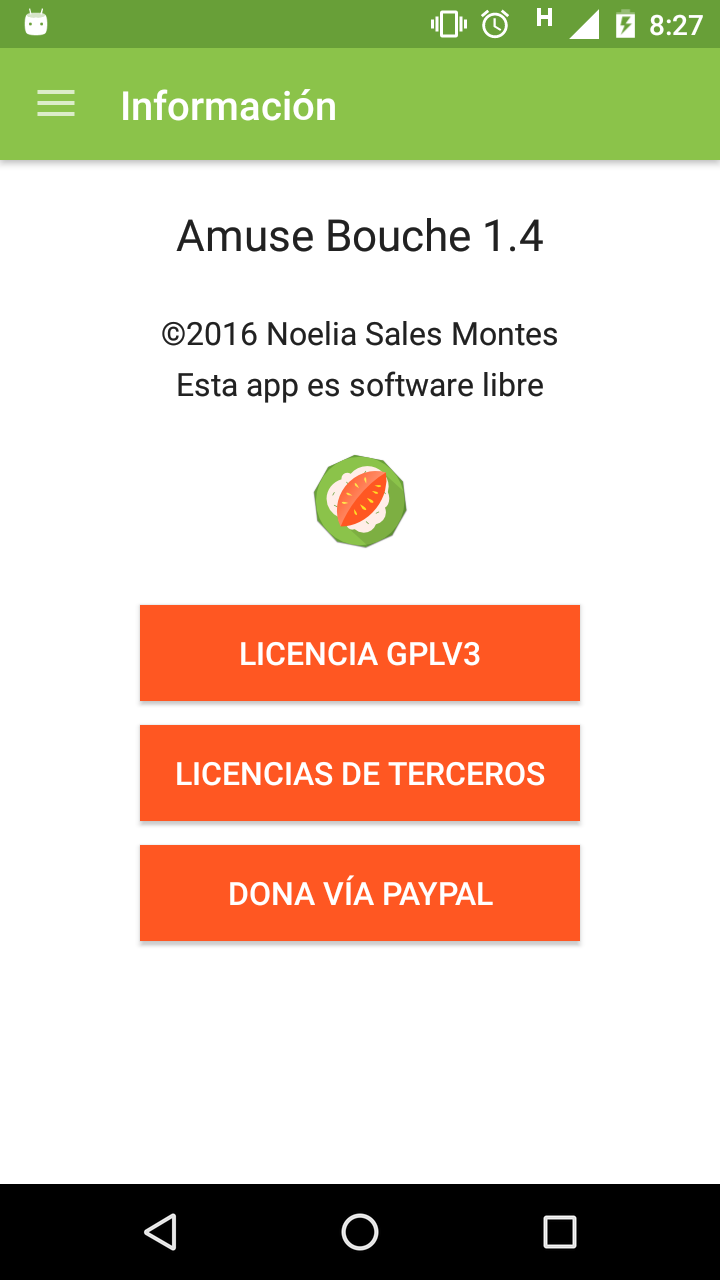 H 8:27
Información
Amuse Bouche 1.4
©2016 Noelia Sales Montes
Esta app es software libre
LICENCIA GPLV3
LICENCIAS DE TERCEROS
DONA VÍA PAYPAL